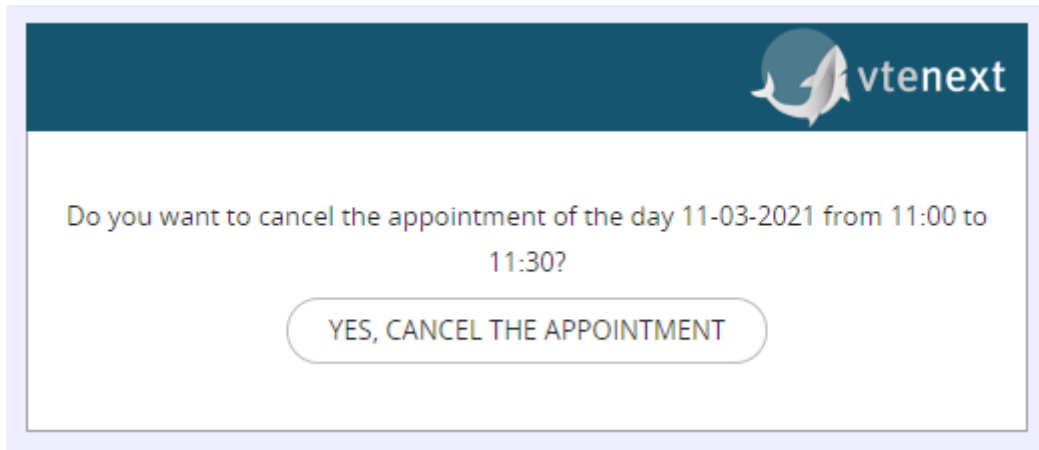 vtenext
Do you want to cancel the appointment of the day 11-03-2021 from 11:00 to
11:30?
YES, CANCEL THE APPOINTMENT